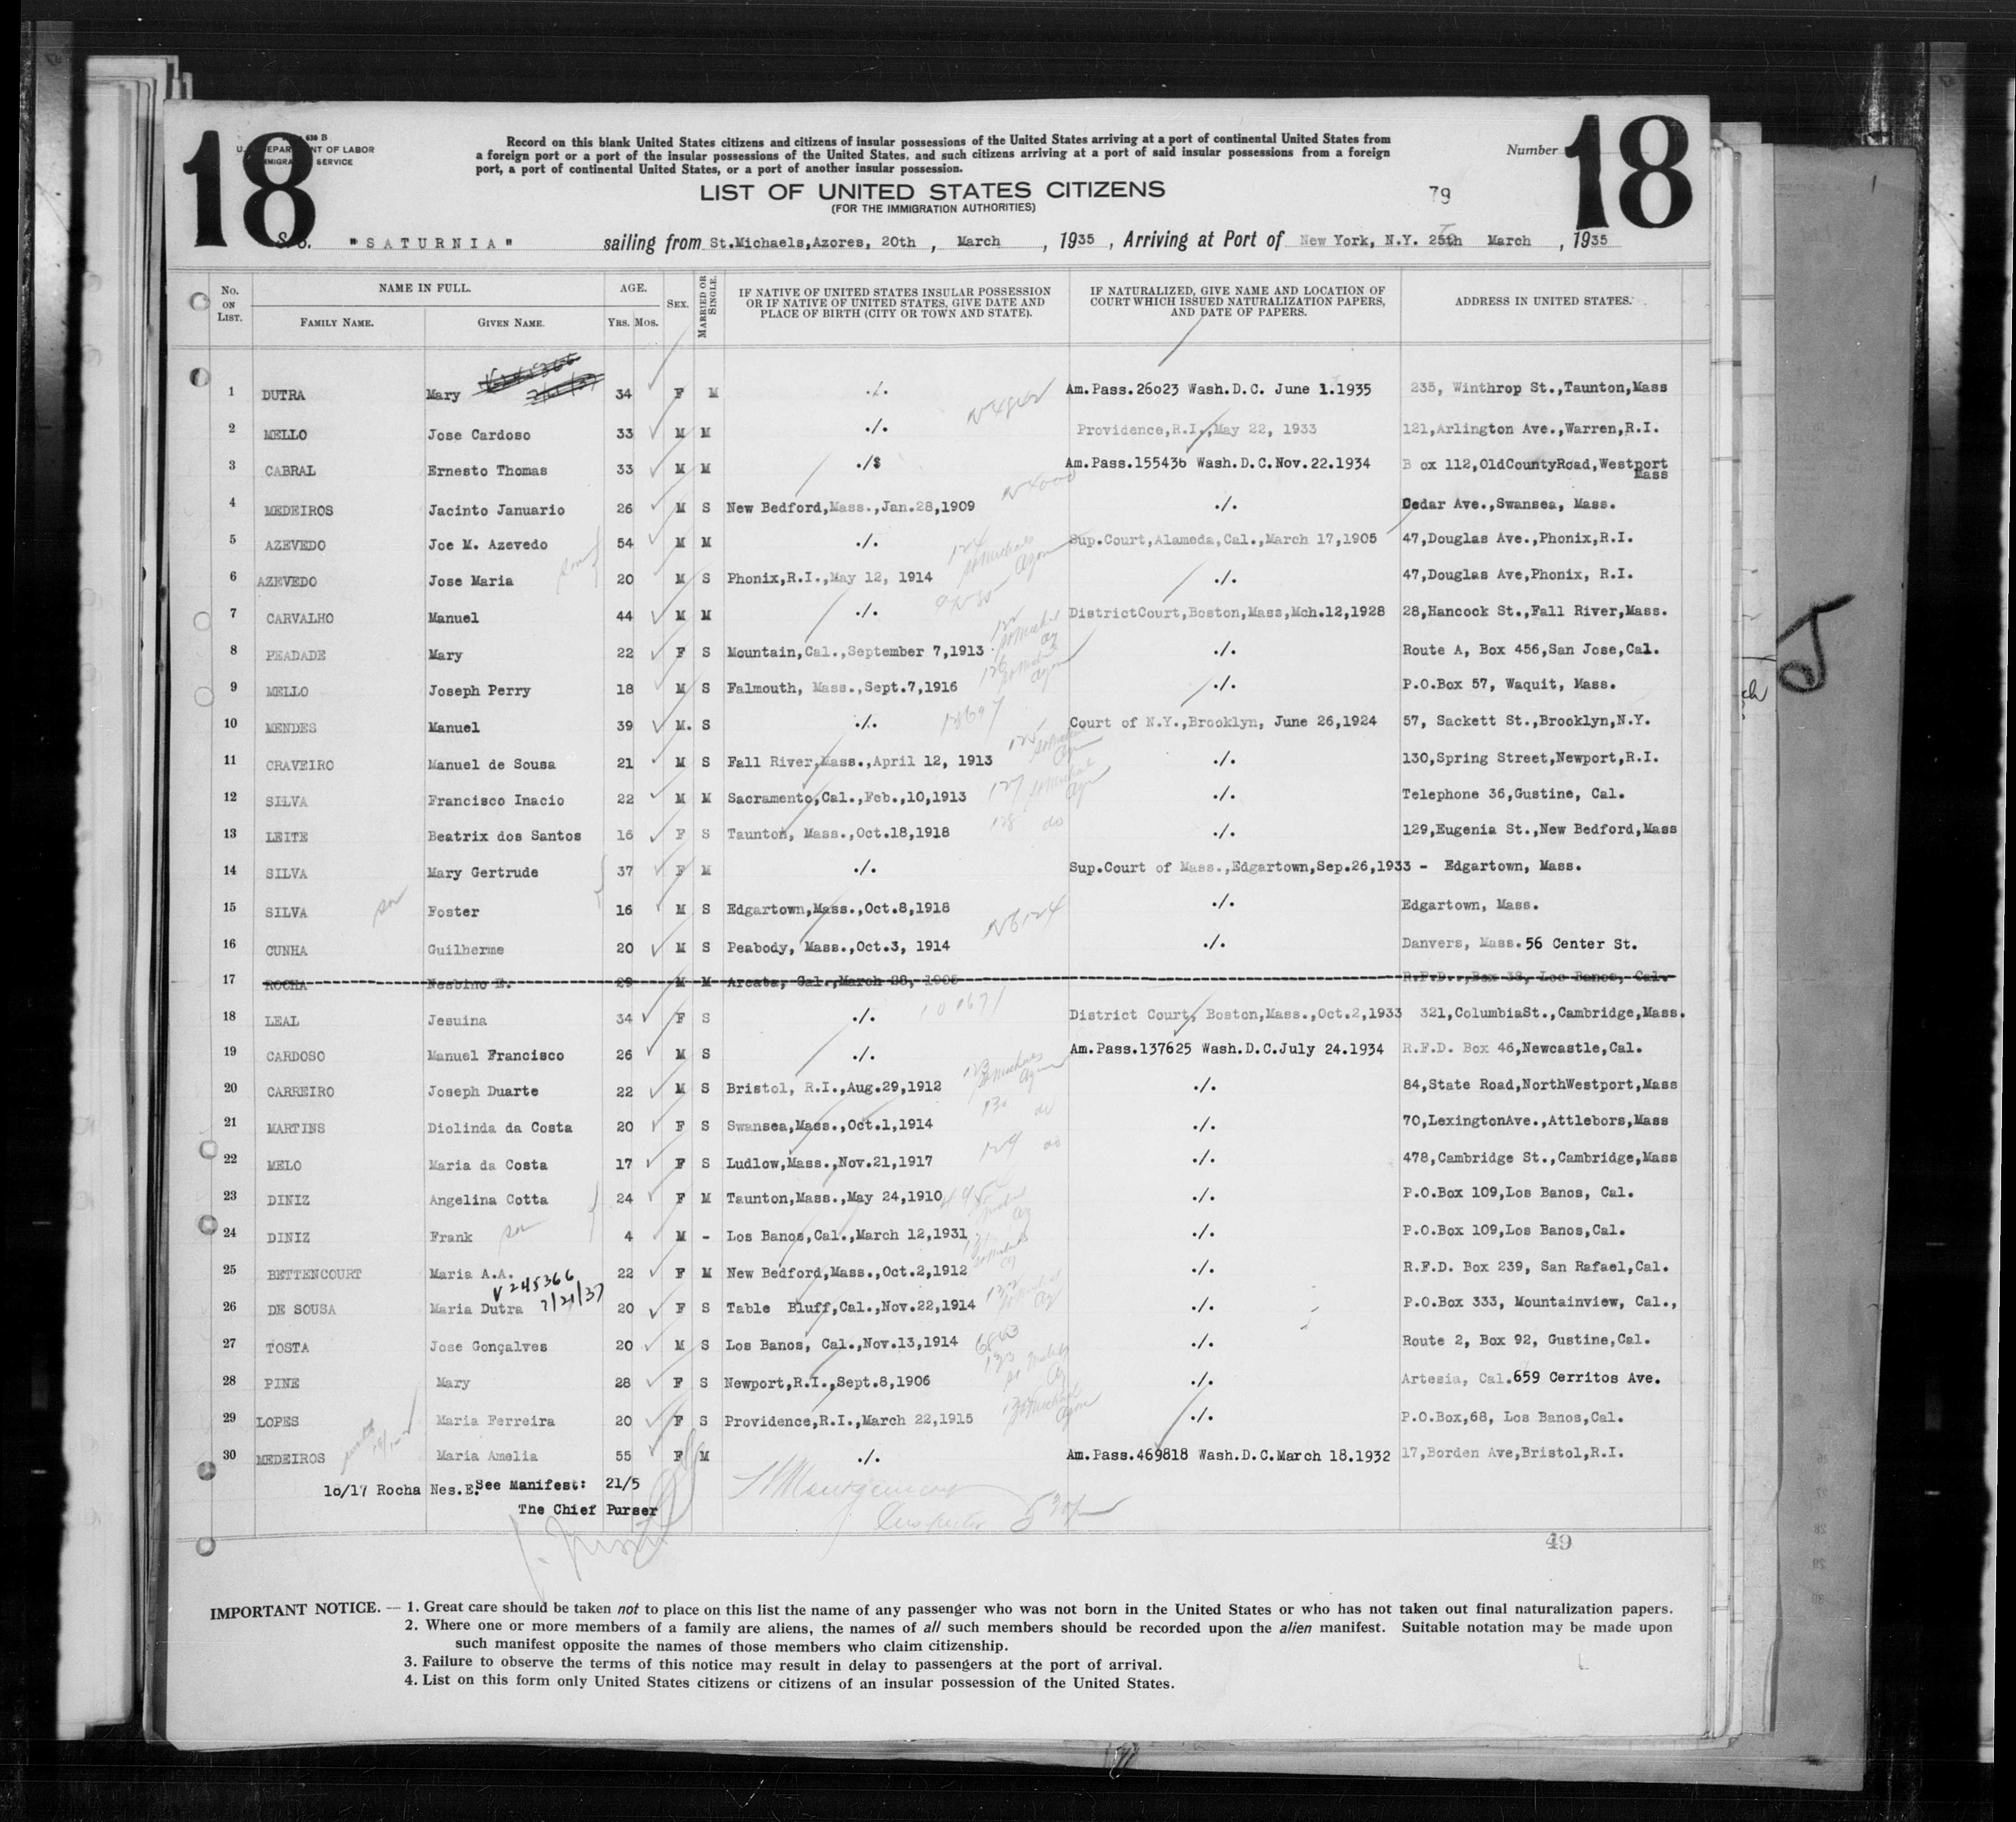 18
630 B
U. S. DEPARTMENT OF LABOR
IMMIGRATION SERVICE
Record on this blank United States citizens and citizens of insular possessions of the United States arriving at a port of continental United States from
a foreign port or a port of the insular possessions of the United States, and such citizens arriving at a port of said insular possessions from a foreign
port, a port of continental United States, or a port of another insular possession.
Number 18
LIST OF UNITED STATES CITIZENS
(FOR THE IMMIGRATION AUTHORITIES)
79
S.S. "SATURNIA" sailing from St.Michaels,Azores, 20th , March , 1935 , Arriving at Port of New York, N.Y. 25th March , 1935
No. ON LIST. NAME IN FULL. FAMILY NAME. GIVEN NAME. AGE. YRS. MOS. SEX. MARRIED OR SINGLE. IF NATIVE OF UNITED STATES INSULAR POSSESSION OR IF NATIVE OF UNITED STATES, GIVE DATE AND PLACE OF BIRTH (CITY OR TOWN AND STATE). IF NATURALIZED, GIVE NAME AND LOCATION OF COURT WHICH ISSUED NATURALIZATION PAPERS, AND DATE OF PAPERS. ADDRESS IN UNITED STATES.
1 DUTRA Mary 34 F M ./. Am.Pass.26o23 Wash.D.C. June 1.1935 235, Winthrop St.,Taunton,Mass
2 MELLO Jose Cardoso 33 M M ./. Providence,R.I.,May 22, 1933 121,Arlington Ave.,Warren,R.I.
3 CABRAL Ernesto Thomas 33 M M ./$ Am.Pass.155436 Wash.D.C.Nov.22.1934 B ox 112,OldCountyRoad,Westport Mass
4 MEDEIROS Jacinto Januario 26 M S New Bedford,Mass.,Jan.28,1909 ./. Cedar Ave.,Swansea, Mass.
5 AZEVEDO Joe M. Azevedo 54 M M ./. Sup.Court,Alameda,Cal.,March 17,1905 47,Douglas Ave.,Phonix,R.I.
6 AZEVEDO Jose Maria 20 M S Phonix,R.I.,May 12, 1914 ./. 47,Douglas Ave,Phonix, R.I.
7 CARVALHO Manuel 44 M M ./. DistrictCourt,Boston,Mass,Mch.12,1928 28,Hancock St.,Fall River,Mass.
8 PEADADE Mary 22 F S Mountain,Cal.,September 7,1913 ./. Route A, Box 456,San Jose,Cal.
9 MELLO Joseph Perry 18 M S Falmouth, Mass.,Sept.7,1916 ./. P.O.Box 57, Waquit, Mass.
10 MENDES Manuel 39 M. S ./. Court of N.Y.,Brooklyn, June 26,1924 57, Sackett St.,Brooklyn,N.Y.
11 CRAVEIRO Manuel de Sousa 21 M S Fall River,Mass.,April 12, 1913 ./. 130,Spring Street,Newport,R.I.
12 SILVA Francisco Inacio 22 M M Sacramento,Cal.,Feb.,10,1913 ./. Telephone 36,Gustine, Cal.
13 LEITE Beatrix dos Santos 16 F S Taunton, Mass.,Oct.18,1918 ./. 129,Eugenia St.,New Bedford,Mass
14 SILVA Mary Gertrude 37 F M ./. Sup.Court of Mass.,Edgartown,Sep.26,1933 - Edgartown, Mass.
15 SILVA son Foster 16 M S Edgartown,Mass.,Oct.8,1918 ./. Edgartown, Mass.
16 CUNHA Guilherme 20 M S Peabody, Mass.,Oct.3, 1914 ./. Danvers, Mass.56 Center St.
17 ROCHA Nesbino E. 29 M M Arcata, Cal.,March 28, 1905 R.F.D.,Box 38, Los Banos, Cal.
18 LEAL Jesuina 34 F S ./. District Court, Boston,Mass.,Oct.2,1933 321,ColumbiaSt.,Cambridge,Mass.
19 CARDOSO Manuel Francisco 26 M S ./. Am.Pass.137625 Wash.D.C.July 24.1934 R.F.D. Box 46,Newcastle,Cal.
20 CARREIRO Joseph Duarte 22 M S Bristol, R.I.,Aug.29,1912 ./. 84,State Road,NorthWestport,Mass
21 MARTINS Diolinda da Costa 20 F S Swansea,Mass.,Oct.1,1914 ./. 70,LexingtonAve.,Attlebors,Mass
22 MELO Maria da Costa 17 F S Ludlow,Mass.,Nov.21,1917 ./. 478,Cambridge St.,Cambridge,Mass
23 DINIZ Angelina Cotta 24 F M Taunton,Mass.,May 24,1910 ./. P.O.Box 109,Los Banos, Cal.
24 DINIZ Frank son 4 M - Los Banos,Cal.,March 12,1931 ./. P.O.Box 109,Los Banos,Cal.
25 BETTENCOURT Maria A.A. 22 F M New Bedford,Mass.,Oct.2,1912 ./. R.F.D. Box 239, San Rafael,Cal.
V245366
26 DE SOUSA Maria Dutra 7/21/37 20 F S Table Bluff,Cal.,Nov.22,1914 ./. P.O.Box 333, Mountainview, Cal.,
27 TOSTA Jose Gonçalves 20 M S Los Banos, Cal.,Nov.13,1914 ./. Route 2, Box 92, Gustine,Cal.
28 PINE Mary 28 F S Newport,R.I.,Sept.8,1906 ./. Artesia, Cal.659 Cerritos Ave.
29 LOPES Maria Ferreira 20 F S Providence,R.I.,March 22,1915 ./. P.O.Box,68, Los Banos,Cal.
30 MEDEIROS Maria Amelia 55 F M ./. Am.Pass.469818 Wash.D.C.March 18.1932 17,Borden Ave,Bristol,R.I.
18/17 Rocha Nes.E. See Manifest: 21/5
The Chief Purser
Inspector
49
IMPORTANT NOTICE. — 1. Great care should be taken not to place on this list the name of any passenger who was not born in the United States or who has not taken out final naturalization papers.
2. Where one or more members of a family are aliens, the names of all such members should be recorded upon the alien manifest. Suitable notation may be made upon
such manifest opposite the names of those members who claim citizenship.
3. Failure to observe the terms of this notice may result in delay to passengers at the port of arrival.
4. List on this form only United States citizens or citizens of an insular possession of the United States.